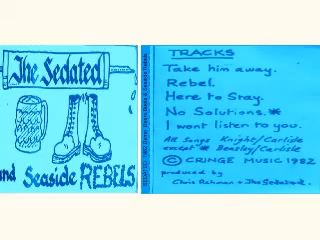 The Sedated
and Seaside REBELS
TRACKS
Take him away.
Rebel.
Here to Stay.
No Solutions.*
I wont listen to you.
All Songs Knight/Carlisle
except * Beasley/Carlisle
© CRINGE MUSIC 1982
produced by
Chris Rehman + The Sedated.